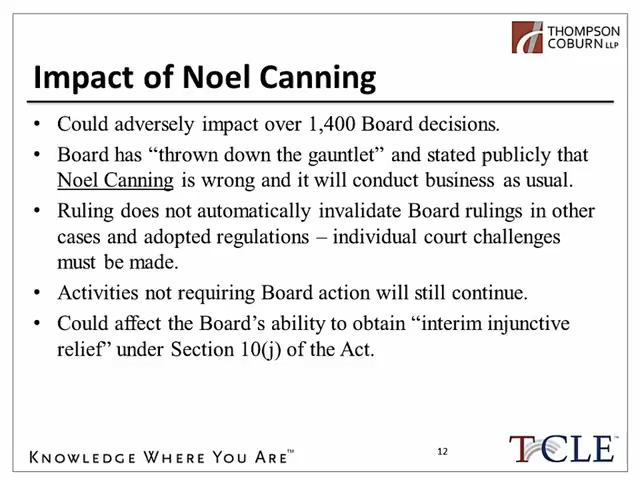 THOMPSON
COBURN LLP
Impact of Noel Canning
• Could adversely impact over 1,400 Board decisions.
• Board has “thrown down the gauntlet” and stated publicly that
Noel Canning is wrong and it will conduct business as usual.
• Ruling does not automatically invalidate Board rulings in other
cases and adopted regulations – individual court challenges
must be made.
• Activities not requiring Board action will still continue.
• Could affect the Board’s ability to obtain “interim injunctive
relief” under Section 10(j) of the Act.
KNOWLEDGE WHERE YOU ARE™
12
TCCLE™